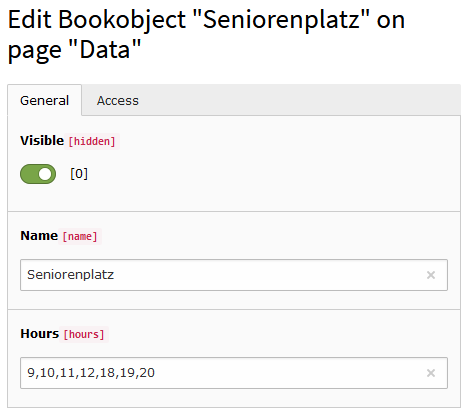 Edit Bookobject "Seniorenplatz" on
page "Data"
General Access
Visible [hidden]
[0]
Name [name]
Seniorenplatz
Hours [hours]
9,10,11,12,18,19,20